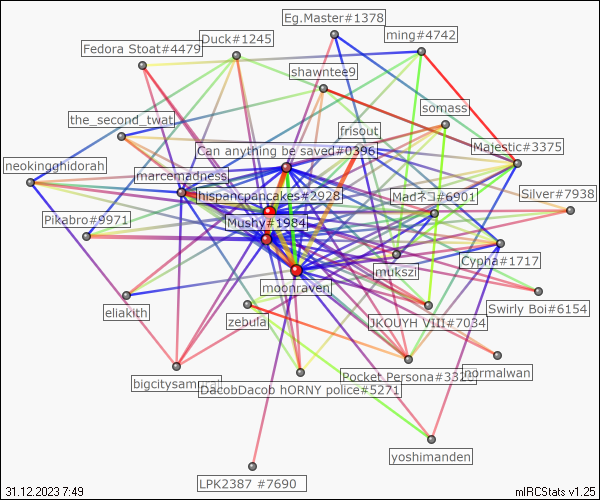 Eg.Master#1378
Duck#1245
ming#4742
Fedora Stoat#4479
shawntee9
somass
the_second_twat
frisout
Can anything be saved#0396
Majestic#3375
neokingghidorah
marcemadness
hispancpancakes#2928
Madネコ#6901
Silver#7938
Pikabro#9971
Mushy#1984
Cypha#1717
mukszi
moonraven
eliakith
zebula
JKOUYH VIII#7034
Swirly Boi#6154
bigcitysamurai
DacobDacob hORNY police#5271
Pocket Persona#3328
normalwan
yoshimanden
LPK2387 #7690
31.12.2023 7:49
mIRCStats v1.25